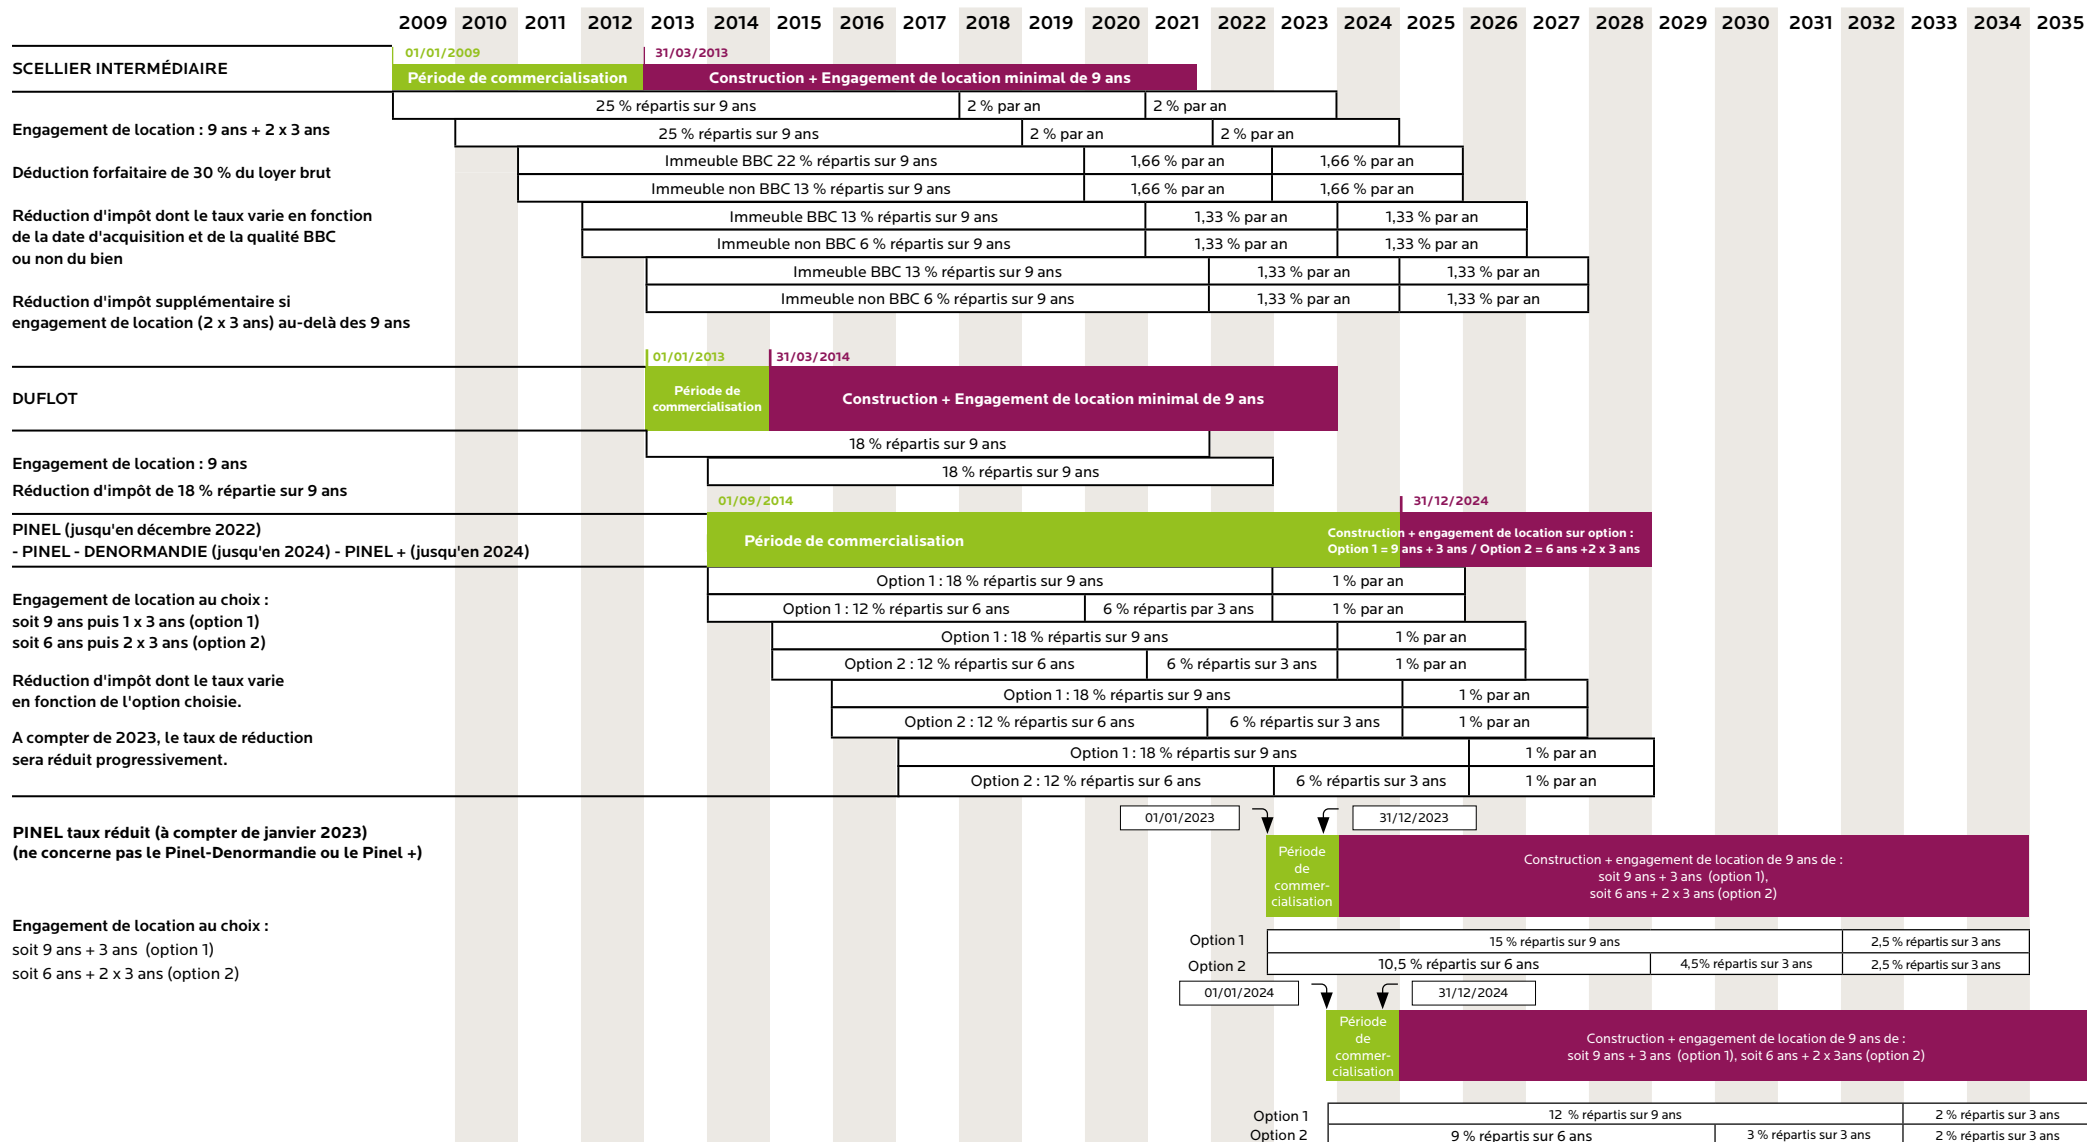 2009 2010 2011 2012 2013 2014 2015 2016 2017 2018 2019 2020 2021 2022 2023 2024 2025 2026 2027 2028 2029 2030 2031 2032 2033 2034 2035
01/01/2009 31/03/2013
SCELLIER INTERMÉDIAIRE
Période de commercialisation Construction + Engagement de location minimal de 9 ans
25 % répartis sur 9 ans 2 % par an 2 % par an
Engagement de location : 9 ans + 2 x 3 ans
25 % répartis sur 9 ans 2 % par an 2 % par an
Immeuble BBC 22 % répartis sur 9 ans 1,66 % par an 1,66 % par an
Déduction forfaitaire de 30 % du loyer brut
Immeuble non BBC 13 % répartis sur 9 ans 1,66 % par an 1,66 % par an
Réduction d'impôt dont le taux varie en fonction
de la date d'acquisition et de la qualité BBC
ou non du bien
Immeuble BBC 13 % répartis sur 9 ans 1,33 % par an 1,33 % par an
Immeuble non BBC 6 % répartis sur 9 ans 1,33 % par an 1,33 % par an
Immeuble BBC 13 % répartis sur 9 ans 1,33 % par an 1,33 % par an
Immeuble non BBC 6 % répartis sur 9 ans 1,33 % par an 1,33 % par an
Réduction d'impôt supplémentaire si
engagement de location (2 x 3 ans) au-delà des 9 ans
01/01/2013 31/03/2014
DUFLOT
Période de
commercialisation
Construction + Engagement de location minimal de 9 ans
18 % répartis sur 9 ans
Engagement de location : 9 ans
18 % répartis sur 9 ans
Réduction d'impôt de 18 % répartie sur 9 ans
01/09/2014 31/12/2024
PINEL (jusqu'en décembre 2022)
- PINEL - DENORMANDIE (jusqu'en 2024) - PINEL + (jusqu'en 2024)
Période de commercialisation
Construction + engagement de location sur option :
Option 1 = 9 ans + 3 ans / Option 2 = 6 ans +2 x 3 ans
Option 1 : 18 % répartis sur 9 ans 1 % par an
Engagement de location au choix :
soit 9 ans puis 1 x 3 ans (option 1)
soit 6 ans puis 2 x 3 ans (option 2)
Option 1 : 12 % répartis sur 6 ans 6 % répartis par 3 ans 1 % par an
Option 1 : 18 % répartis sur 9 ans 1 % par an
Option 2 : 12 % répartis sur 6 ans 6 % répartis sur 3 ans 1 % par an
Réduction d'impôt dont le taux varie
en fonction de l'option choisie.
Option 1 : 18 % répartis sur 9 ans 1 % par an
Option 2 : 12 % répartis sur 6 ans 6 % répartis sur 3 ans 1 % par an
A compter de 2023, le taux de réduction
sera réduit progressivement.
Option 1 : 18 % répartis sur 9 ans 1 % par an
Option 2 : 12 % répartis sur 6 ans 6 % répartis sur 3 ans 1 % par an
01/01/2023 31/12/2023
PINEL taux réduit (à compter de janvier 2023)
(ne concerne pas le Pinel-Denormandie ou le Pinel +)
Période
de
commer-
cialisation
Construction + engagement de location de 9 ans de :
soit 9 ans + 3 ans (option 1),
soit 6 ans + 2 x 3 ans (option 2)
Engagement de location au choix :
soit 9 ans + 3 ans (option 1)
soit 6 ans + 2 x 3 ans (option 2)
Option 1 15 % répartis sur 9 ans 2,5 % répartis sur 3 ans
Option 2 10,5 % répartis sur 6 ans 4,5% répartis sur 3 ans 2,5 % répartis sur 3 ans
01/01/2024 31/12/2024
Période
de
commer-
cialisation
Construction + engagement de location de 9 ans de :
soit 9 ans + 3 ans (option 1), soit 6 ans + 2 x 3ans (option 2)
Option 1 12 % répartis sur 9 ans 2 % répartis sur 3 ans
Option 2 9 % répartis sur 6 ans 3 % répartis sur 3 ans 2 % répartis sur 3 ans